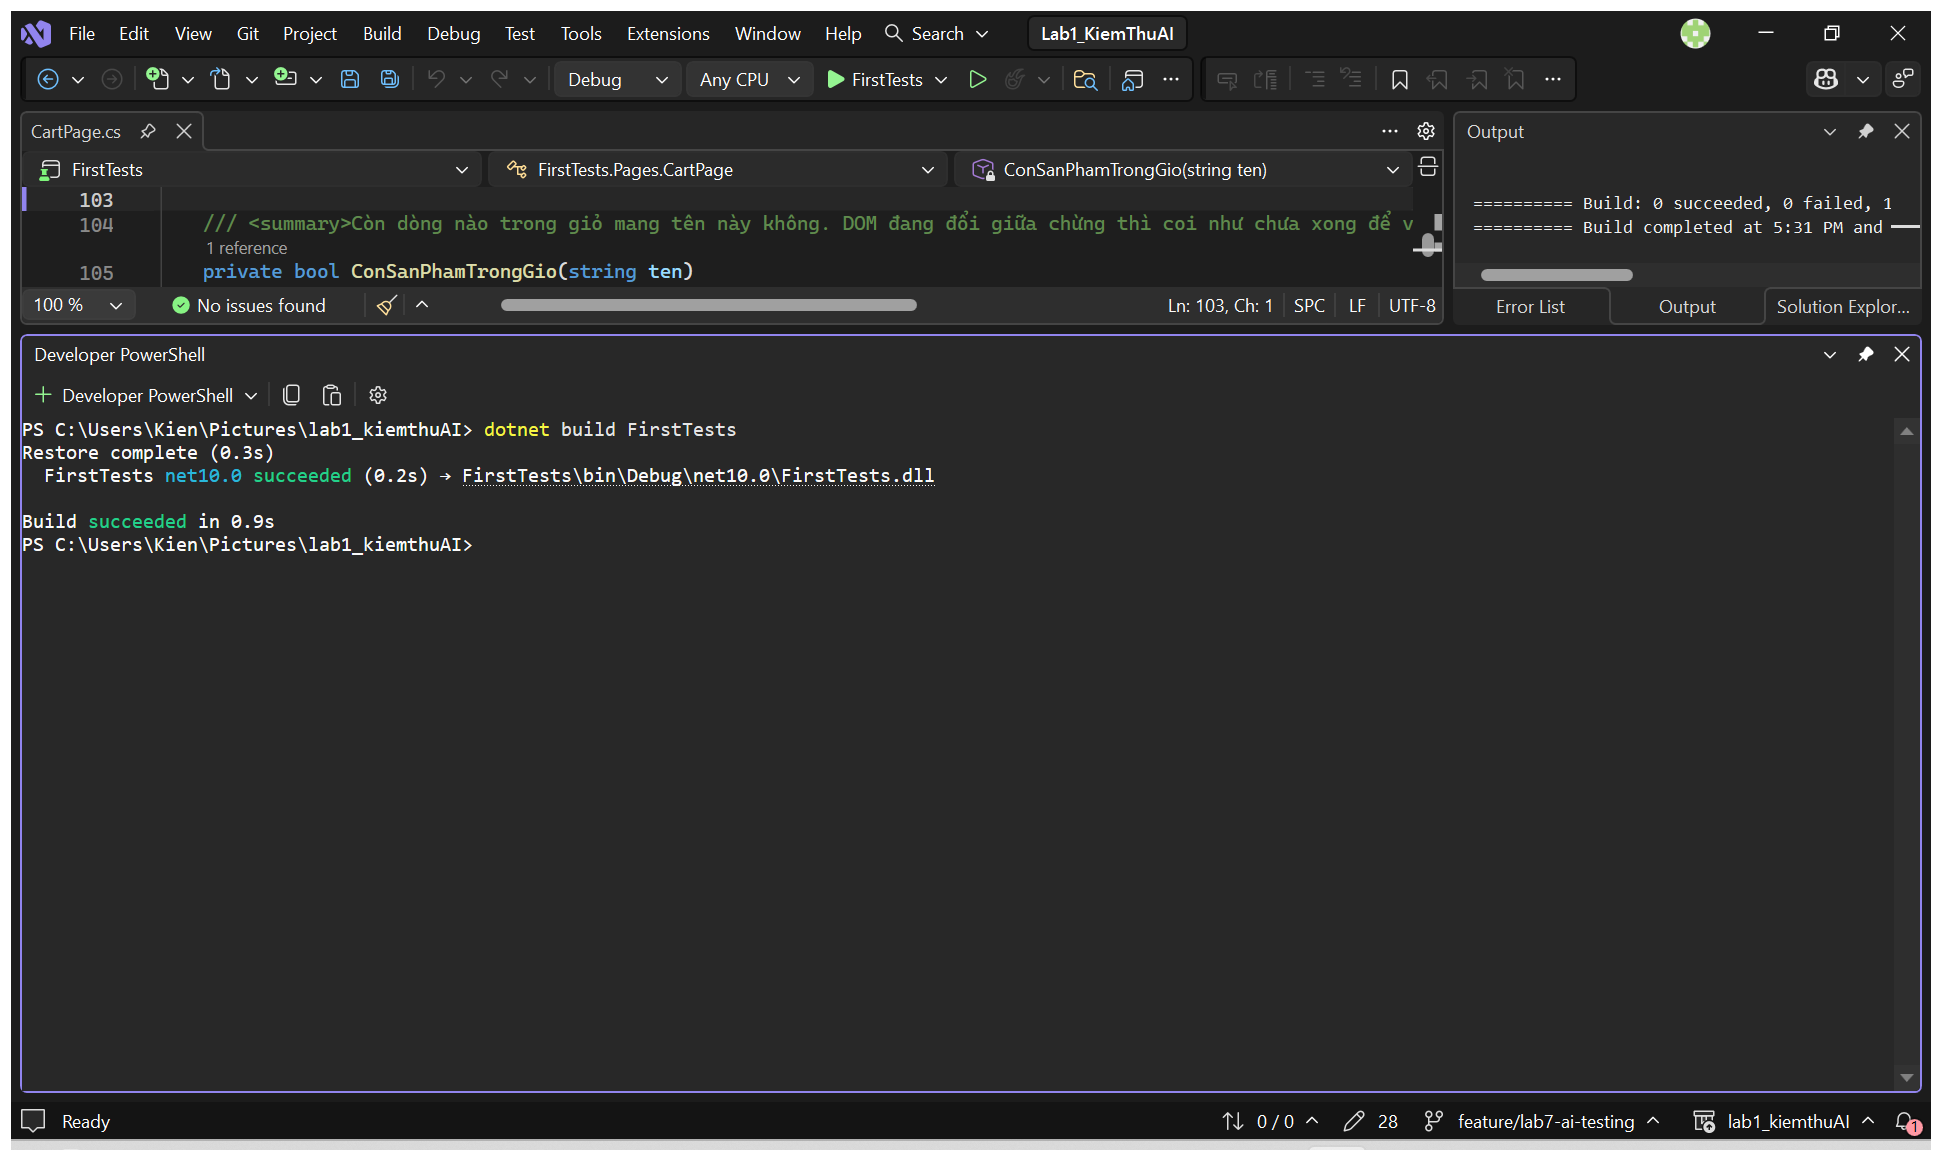 File Edit View Git Project Build Debug Test Tools Extensions Window Help Search Lab1_KiemThuAI
Debug Any CPU FirstTests
CartPage.cs
FirstTests FirstTests.Pages.CartPage ConSanPhamTrongGio(string ten)
103
104 /// <summary>Còn dòng nào trong giỏ mang tên này không. DOM đang đổi giữa chừng thì coi như chưa xong để v
1 reference
105 private bool ConSanPhamTrongGio(string ten)
100 % No issues found Ln: 103, Ch: 1 SPC LF UTF-8
Output
========== Build: 0 succeeded, 0 failed, 1
========== Build completed at 5:31 PM and
Error List Output Solution Explor...
Developer PowerShell
Developer PowerShell
PS C:\Users\Kien\Pictures\lab1_kiemthuAI> dotnet build FirstTests
Restore complete (0.3s)
FirstTests net10.0 succeeded (0.2s) → FirstTests\bin\Debug\net10.0\FirstTests.dll
Build succeeded in 0.9s
PS C:\Users\Kien\Pictures\lab1_kiemthuAI>
Ready 0 / 0 28 feature/lab7-ai-testing lab1_kiemthuAI 1